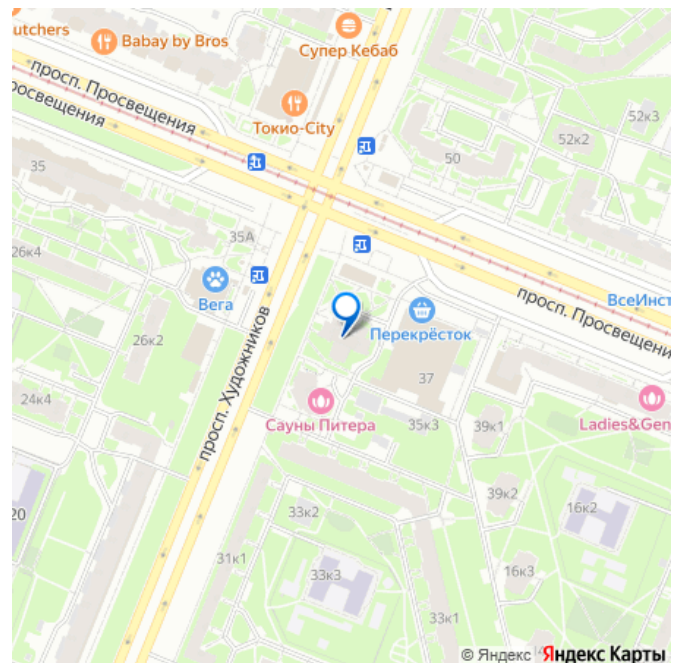 utchers
Babay by Bros
Супер Кебаб
просп. Просвещения
Просвещения
Токио-City
52к3
52к2
50
35
35А
26к4
Вега
просп. Просвещени
ВсеИнст
Перекрёсток
26к2
просп. Художников
37
24к4
Сауны Питера
35к3
39к1
Ladies&Gen
39к2
16к2
20
33к2
31к1
33к3
16к3
33к1
© Яндекс Яндекс Карты